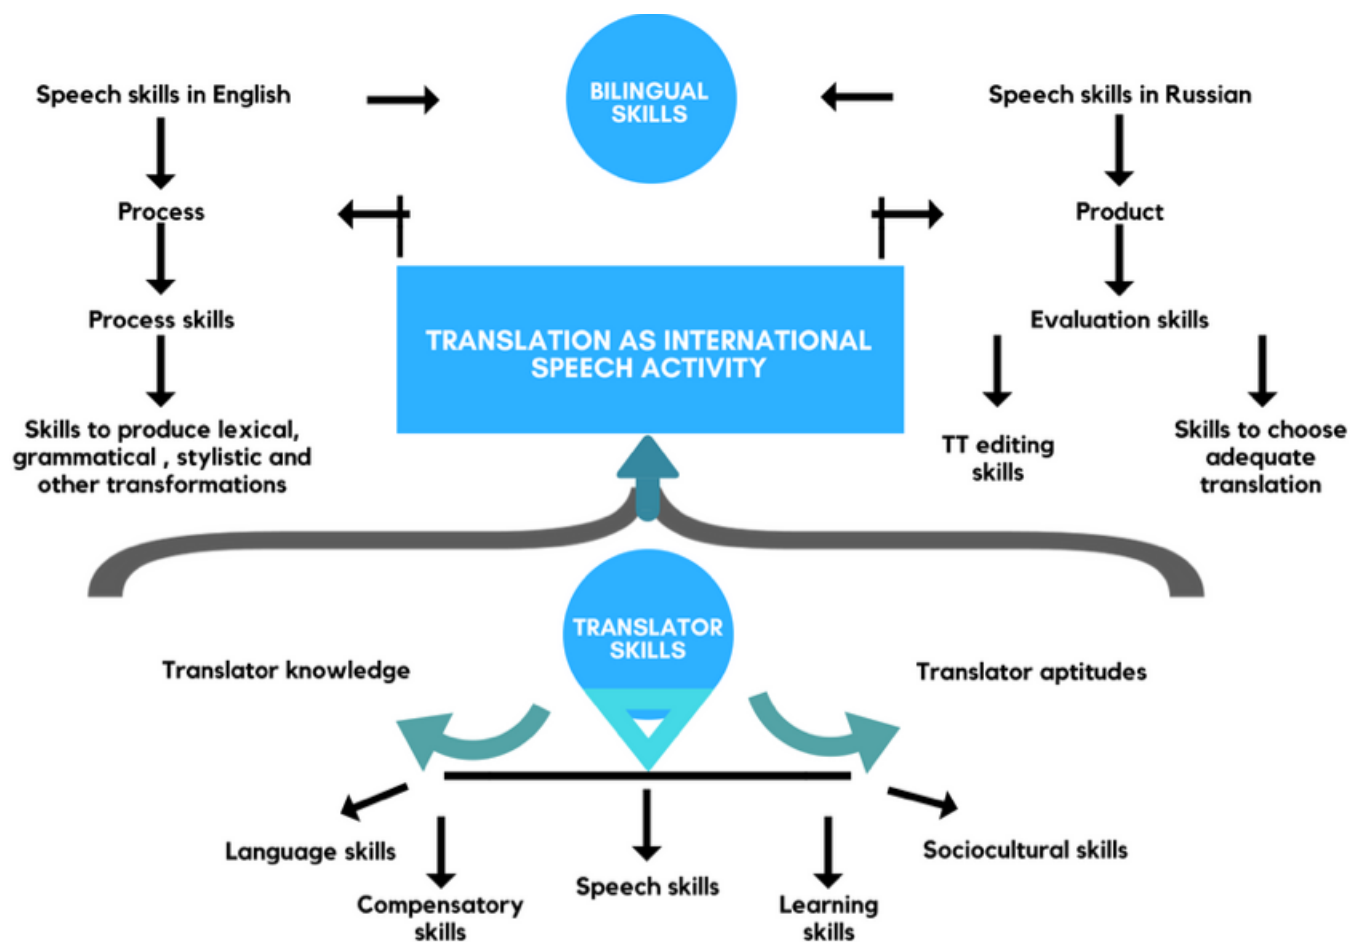 BILINGUAL
SKILLS
Speech skills in English
Speech skills in Russian
Process
Product
Process skills
Evaluation skills
TRANSLATION AS INTERNATIONAL
SPEECH ACTIVITY
Skills to produce lexical,
grammatical , stylistic and
other transformations
TT editing
skills
Skills to choose
adequate
translation
TRANSLATOR
SKILLS
Translator knowledge
Translator aptitudes
Language skills
Compensatory
skills
Speech skills
Learning
skills
Sociocultural skills